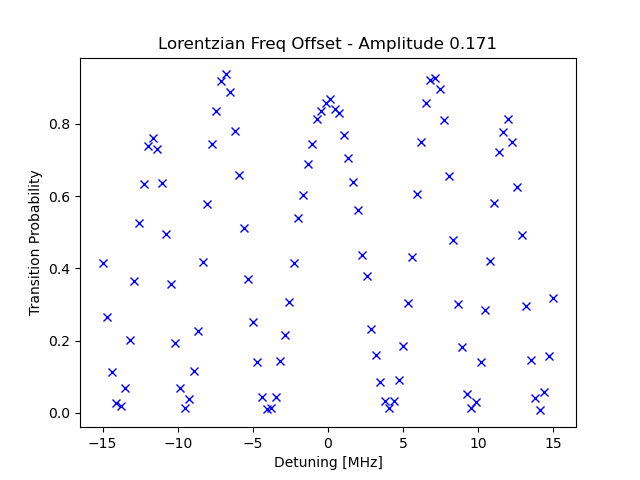 Lorentzian Freq Offset - Amplitude 0.171
Transition Probability
0.8
0.6
0.4
0.2
0.0
−15 −10 −5 0 5 10 15
Detuning [MHz]